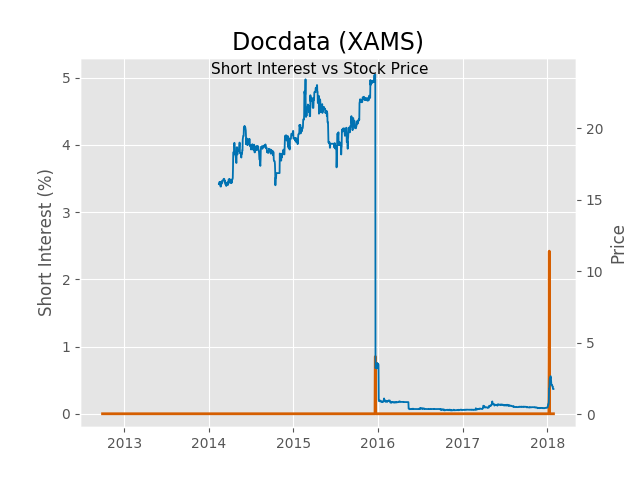 Docdata (XAMS)
Short Interest vs Stock Price
Short Interest (%)
5
4
3
2
1
0
20
15
10
5
0
Price
2013 2014 2015 2016 2017 2018